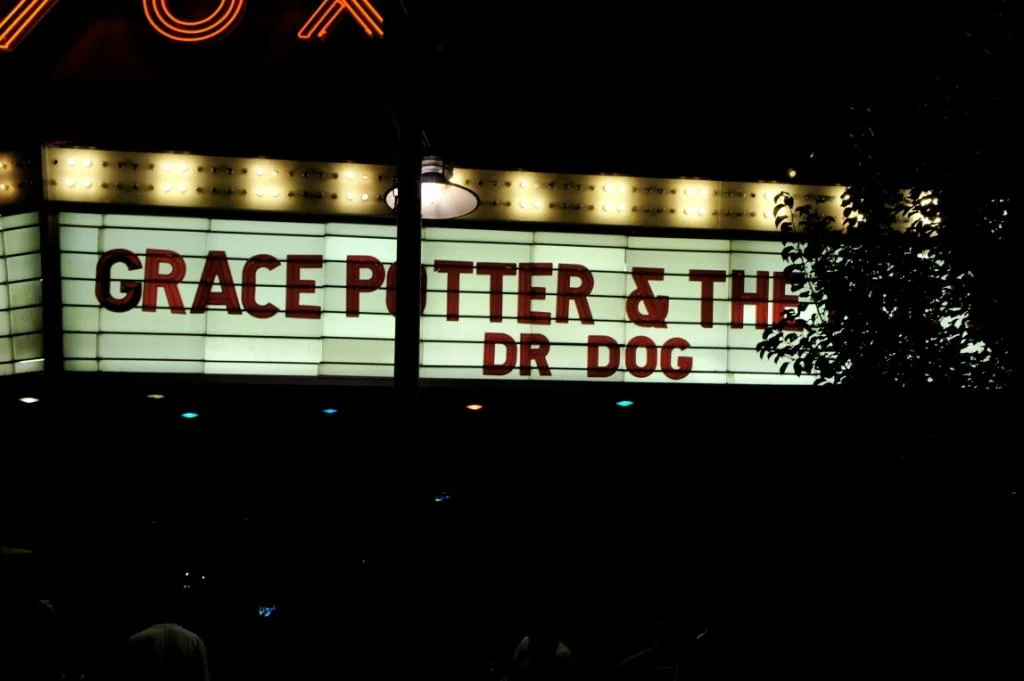 GRACE POTTER & THE
DR DOG